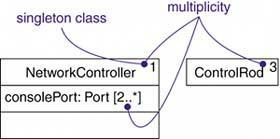 singleton class
multiplicity
NetworkController 1
ControlRod 3
consolePort: Port [2..*]